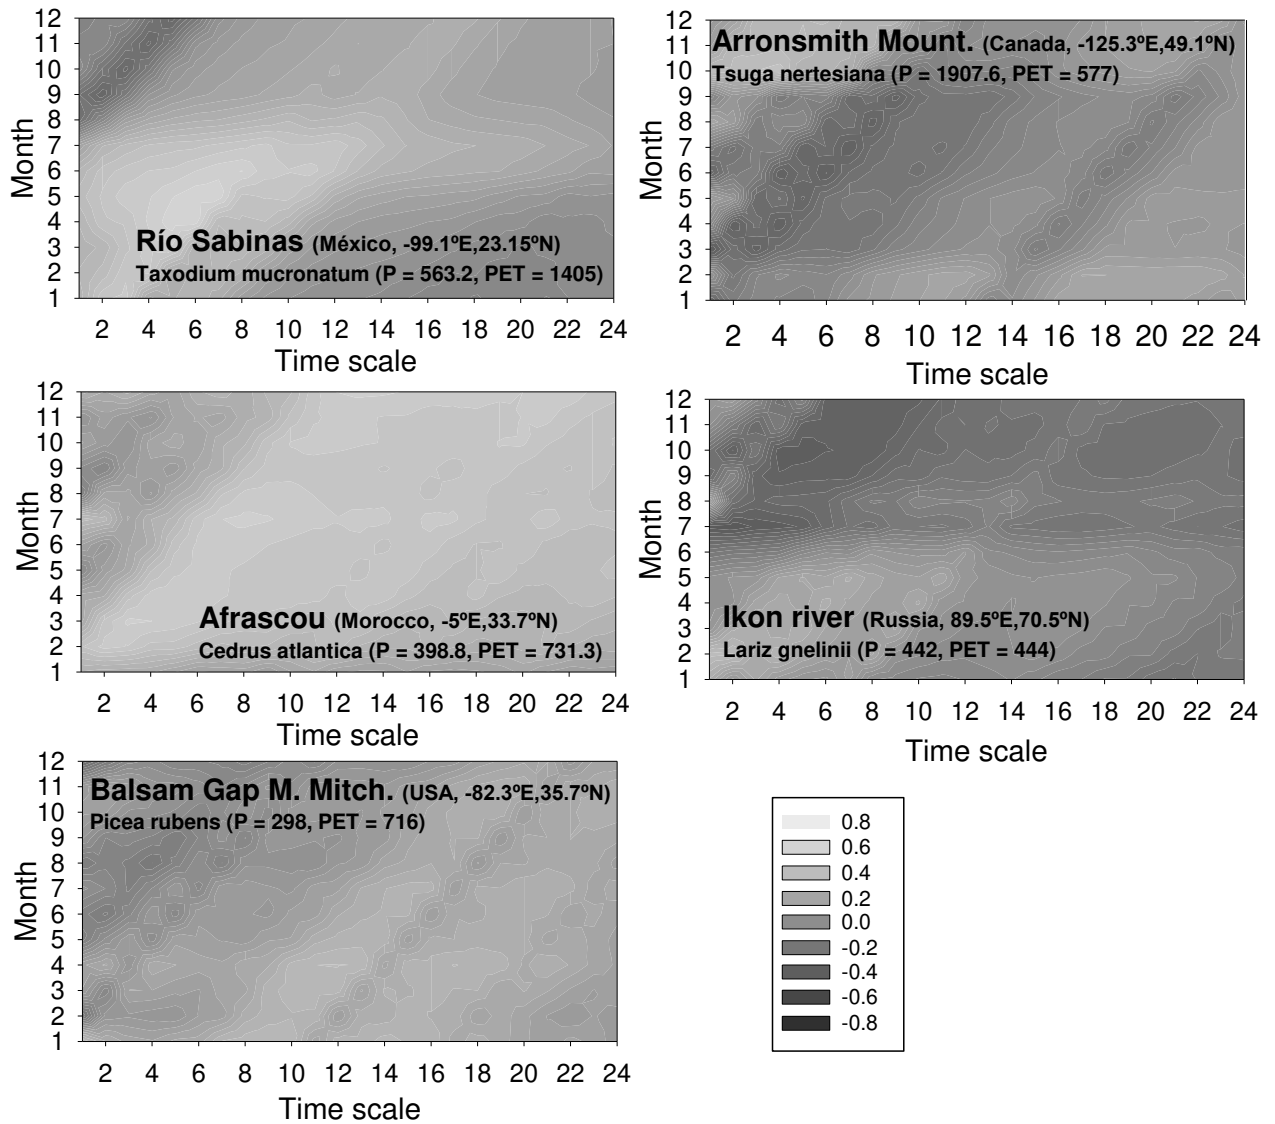 12
11
10
9
8
7
6
5
4
3
2
1
Month
Río Sabinas (México, -99.1ºE,23.15ºN)
Taxodium mucronatum (P = 563.2, PET = 1405)
2 4 6 8 10 12 14 16 18 20 22 24
Time scale
12
11
10
9
8
7
6
5
4
3
2
1
Month
Arronsmith Mount. (Canada, -125.3ºE,49.1ºN)
Tsuga nertesiana (P = 1907.6, PET = 577)
2 4 6 8 10 12 14 16 18 20 22 24
Time scale
12
11
10
9
8
7
6
5
4
3
2
1
Month
Afrascou (Morocco, -5ºE,33.7ºN)
Cedrus atlantica (P = 398.8, PET = 731.3)
2 4 6 8 10 12 14 16 18 20 22 24
Time scale
12
11
10
9
8
7
6
5
4
3
2
1
Month
Ikon river (Russia, 89.5ºE,70.5ºN)
Lariz gnelinii (P = 442, PET = 444)
2 4 6 8 10 12 14 16 18 20 22 24
Time scale
12
11
10
9
8
7
6
5
4
3
2
1
Month
Balsam Gap M. Mitch. (USA, -82.3ºE,35.7ºN)
Picea rubens (P = 298, PET = 716)
2 4 6 8 10 12 14 16 18 20 22 24
Time scale
0.8
0.6
0.4
0.2
0.0
-0.2
-0.4
-0.6
-0.8